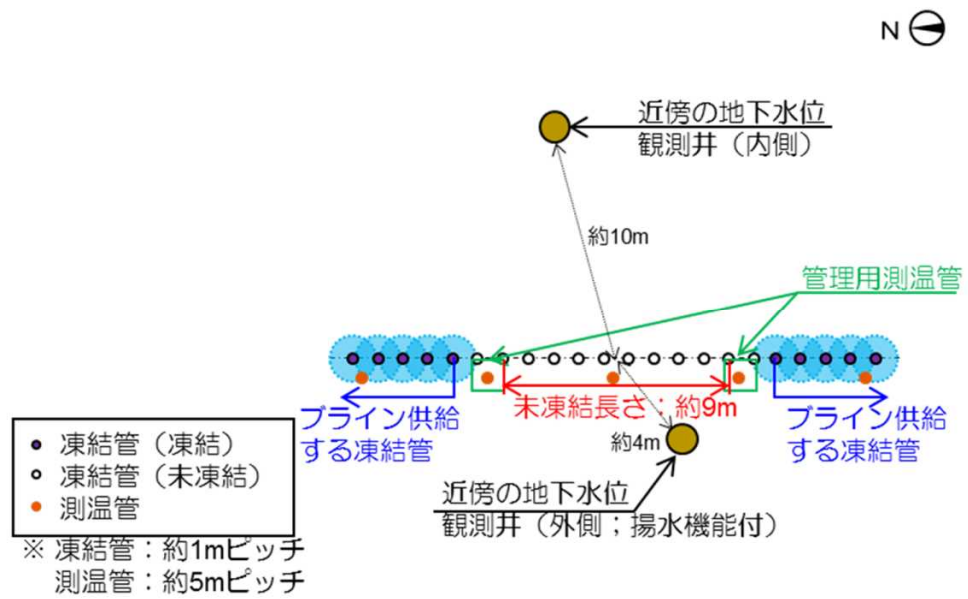 N
近傍の地下水位
観測井（内側）
約10m
管理用測温管
未凍結長さ：約9m
ブライン供給
する凍結管
ブライン供給
する凍結管
約4m
凍結管（凍結）
凍結管（未凍結）
測温管
近傍の地下水位
観測井（外側；揚水機能付）
※ 凍結管：約1mピッチ
測温管：約5mピッチ